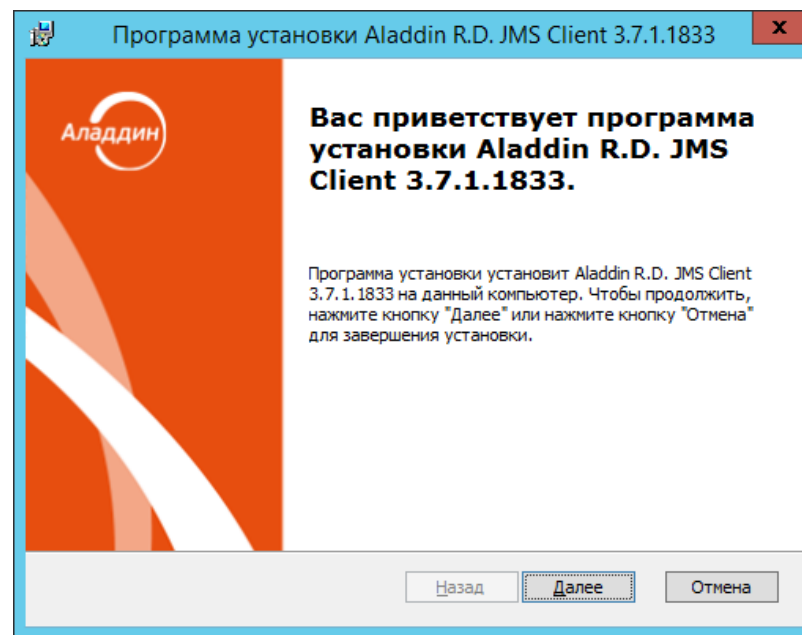 Программа установки Aladdin R.D. JMS Client 3.7.1.1833
x
Аладдин
Вас приветствует программа
установки Aladdin R.D. JMS
Client 3.7.1.1833.
Программа установки установит Aladdin R.D. JMS Client
3.7.1.1833 на данный компьютер. Чтобы продолжить,
нажмите кнопку "Далее" или нажмите кнопку "Отмена"
для завершения установки.
Назад Далее Отмена